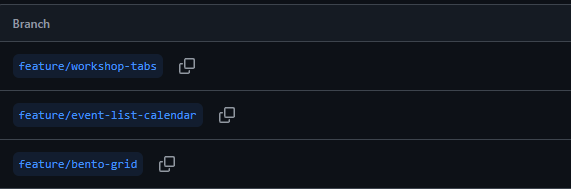 Branch
feature/workshop-tabs
feature/event-list-calendar
feature/bento-grid